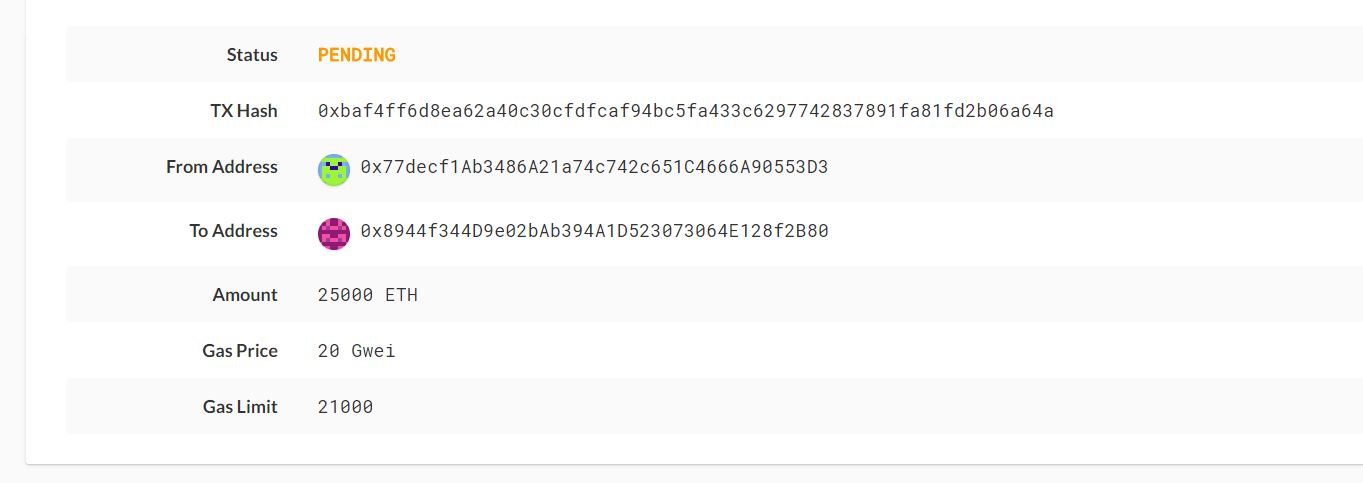 Status PENDING
TX Hash 0xbaf4ff6d8ea62a40c30cfdfcaf94bc5fa433c6297742837891fa81fd2b06a64a
From Address 0x77decf1Ab3486A21a74c742c651C4666A90553D3
To Address 0x8944f344D9e02bAb394A1D523073064E128f2B80
Amount 25000 ETH
Gas Price 20 Gwei
Gas Limit 21000